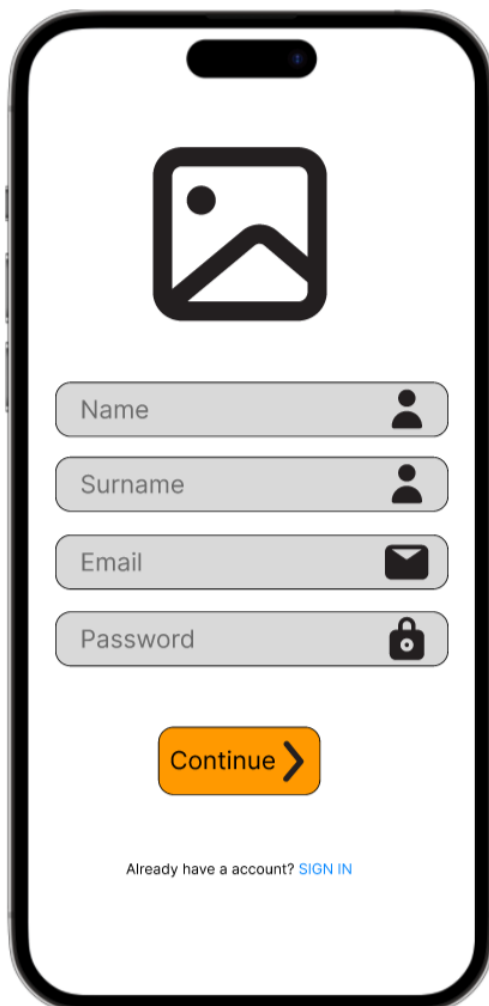 Name
Surname
Email
Password
Continue
Already have a account? SIGN IN